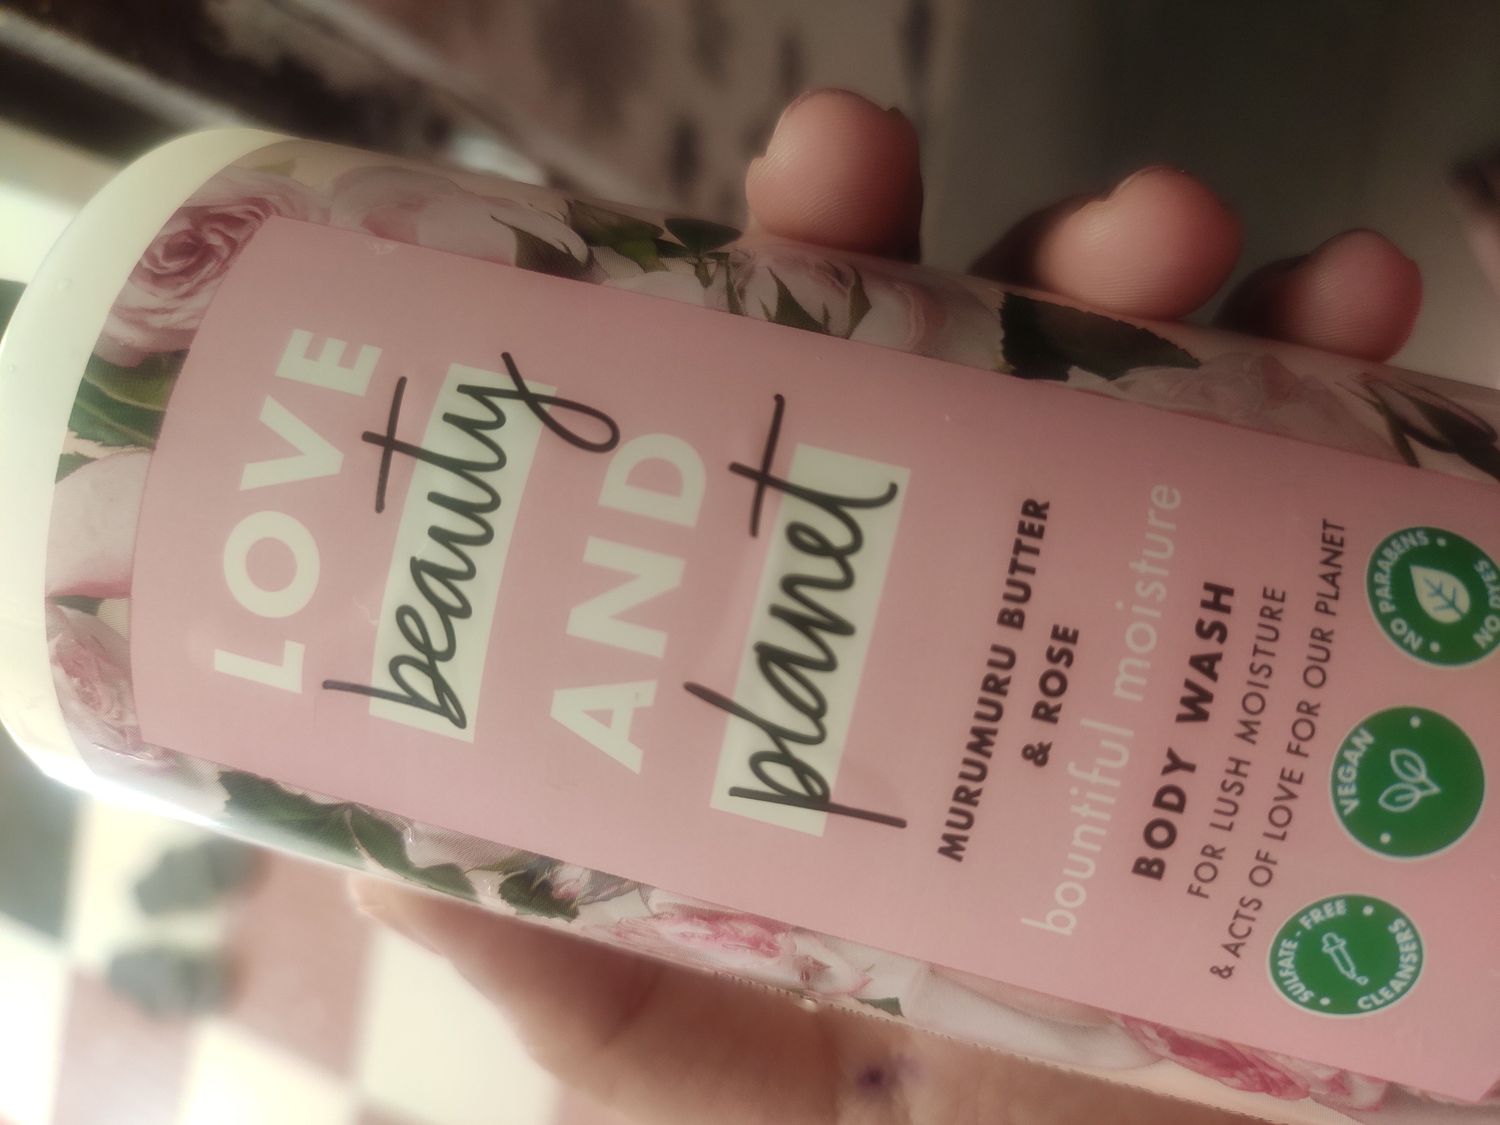 LOVE
beauty
AND
planet
MURUMURU BUTTER
& ROSE
bountiful moisture
BODY WASH
FOR LUSH MOISTURE
& ACTS OF LOVE FOR OUR PLANET
SULFATE-FREE
CLEANSERS
VEGAN
NO PARABENS
NO DYES